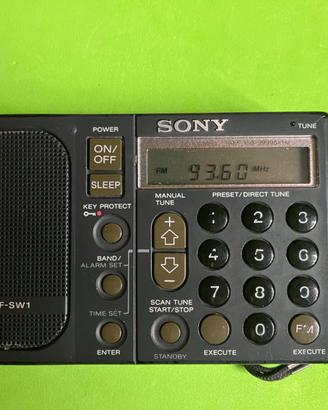 POWER
SONY
TUNE
ON/
OFF
FM 93.60 MHz
SLEEP
MANUAL
TUNE
PRESET/DIRECT TUNE
KEY PROTECT
+
1 2 3
BAND/
ALARM SET
4 5 6
−
7 8 9
F-SW1
SCAN TUNE
START/STOP
TIME SET
0 FM
ENTER
STANDBY
EXECUTE
EXECUTE